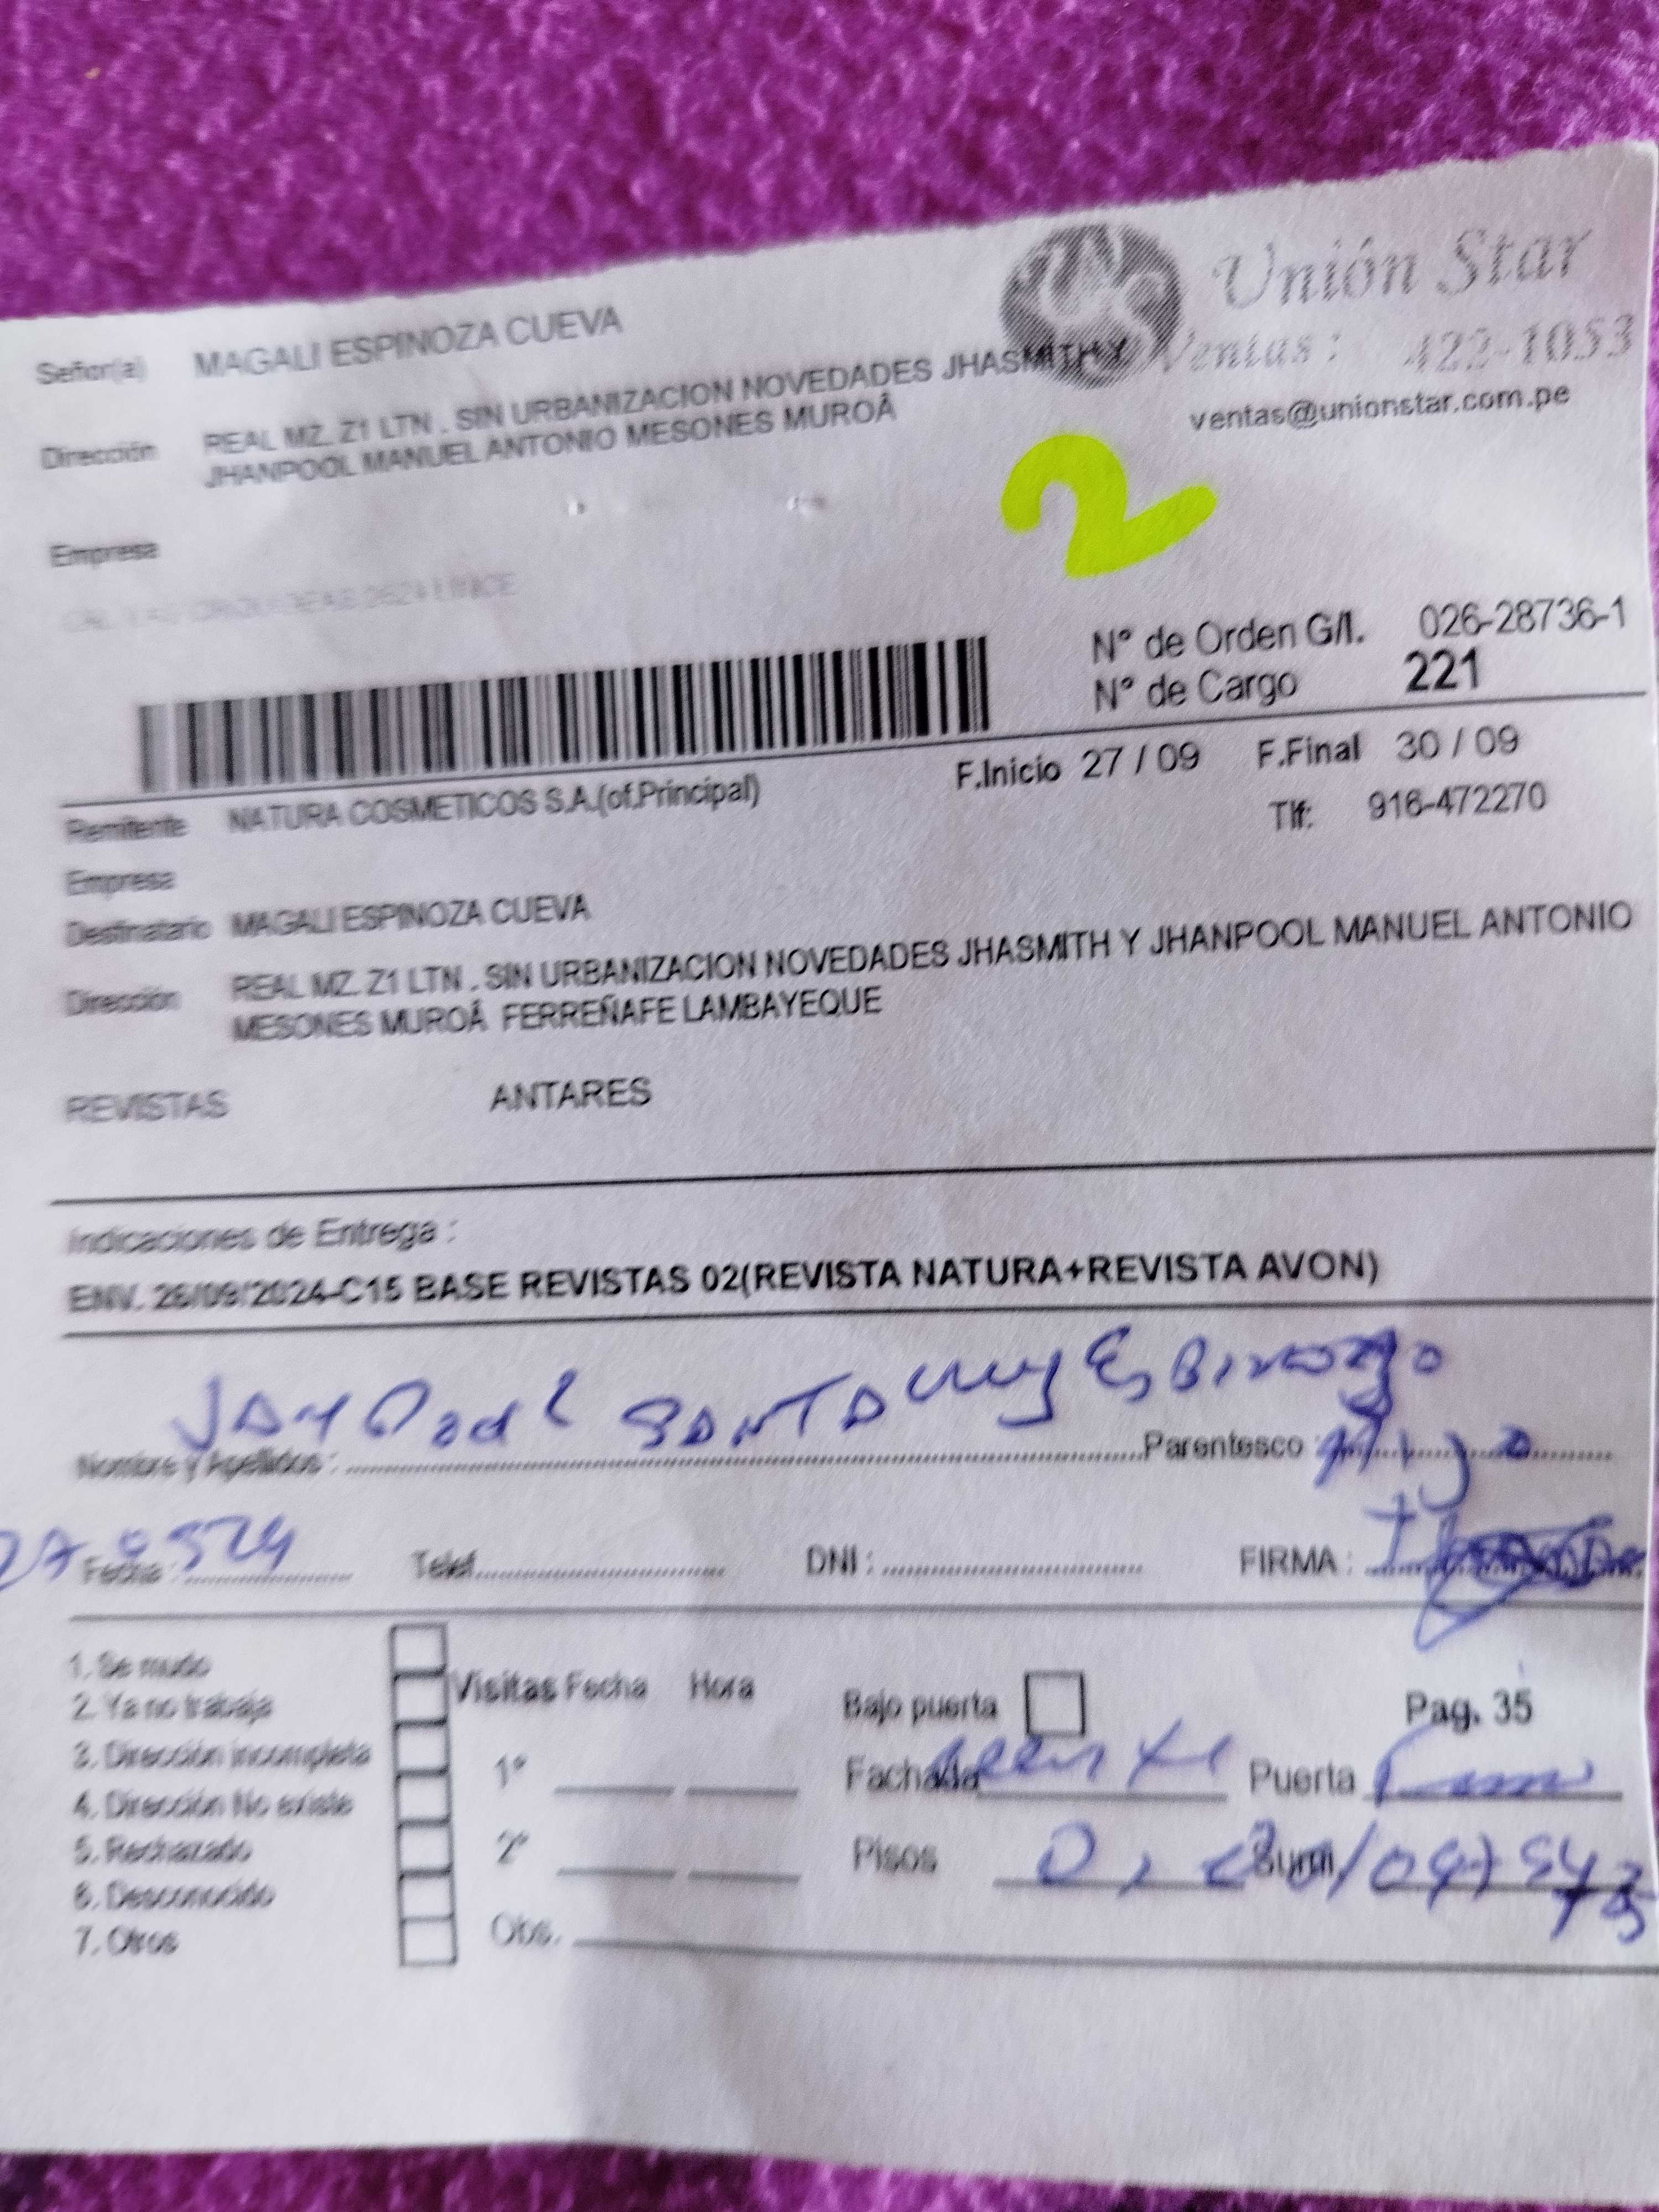 Unión Star
Señor(a) MAGALI ESPINOZA CUEVA
Ventas : 422-1053
Dirección REAL MZ. Z1 LTN . SIN URBANIZACION NOVEDADES JHASMITH Y
JHANPOOL MANUEL ANTONIO MESONES MUROÂ
ventas@unionstar.com.pe
2
Empresa
N° de Orden G/I. 026-28736-1
N° de Cargo 221
F.Inicio 27 / 09 F.Final 30 / 09
Remitente NATURA COSMETICOS S.A.(of.Principal)
Tlf: 916-472270
Empresa
Destinatario MAGALI ESPINOZA CUEVA
Dirección REAL MZ. Z1 LTN . SIN URBANIZACION NOVEDADES JHASMITH Y JHANPOOL MANUEL ANTONIO
MESONES MUROÂ FERREÑAFE LAMBAYEQUE
REVISTAS ANTARES
Indicaciones de Entrega :
ENV. 26/09/2024-C15 BASE REVISTAS 02(REVISTA NATURA+REVISTA AVON)
Nombre y Apellidos : Parentesco :
Fecha : Telef. DNI : FIRMA :
1. Se mudo
2. Ya no trabaja
3. Dirección incompleta
4. Dirección No existe
5. Rechazado
6. Desconocido
7. Otros
Visitas Fecha Hora
1°
2°
Obs.
Bajo puerta Pag. 35
Fachada Puerta
Pisos